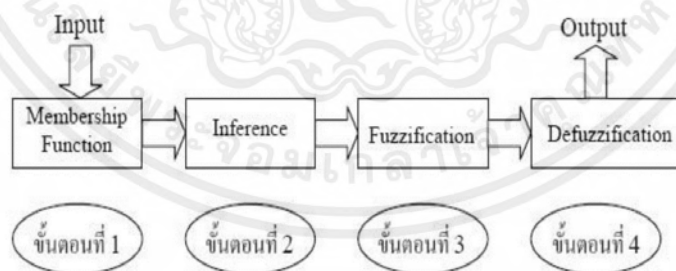 Input
Output
Membership
Function
Inference
Fuzzification
Defuzzification
ขั้นตอนที่ 1
ขั้นตอนที่ 2
ขั้นตอนที่ 3
ขั้นตอนที่ 4